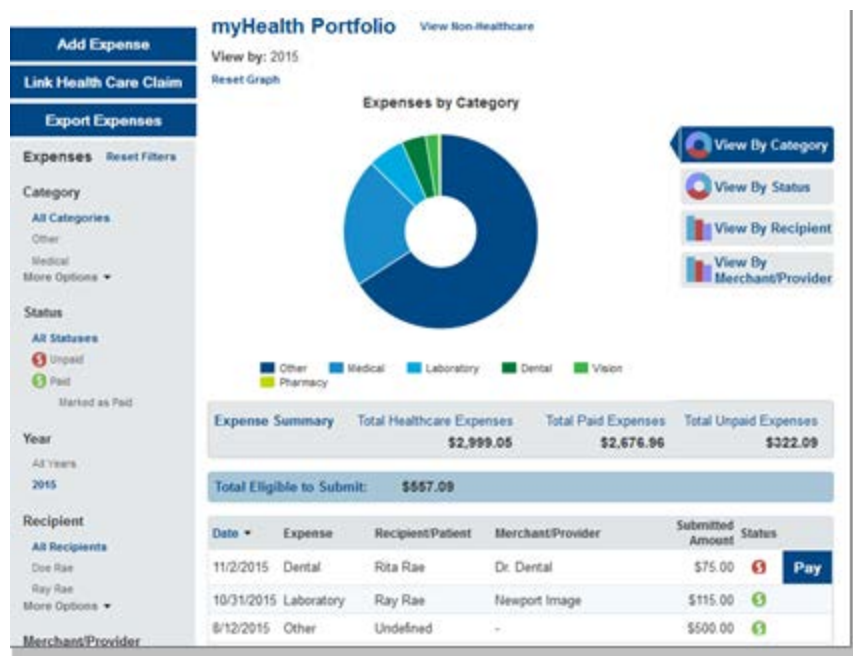 Add Expense
Link Health Care Claim
Export Expenses
Expenses Reset Filters
Category
All Categories
Other
Medical
More Options
Status
All Statuses
Unpaid
Paid
Marked as Paid
Year
All Years
2015
Recipient
All Recipients
Doe Rae
Ray Rae
More Options
Merchant/Provider
myHealth Portfolio View Non-Healthcare
View by: 2015
Reset Graph
Expenses by Category
View By Category
View By Status
View By Recipient
View By
Merchant/Provider
Other Medical Laboratory Dental Vision
Pharmacy
Expense Summary Total Healthcare Expenses Total Paid Expenses Total Unpaid Expenses
$2,999.05 $2,676.96 $322.09
Total Eligible to Submit: $557.09
Date Expense Recipient/Patient Merchant/Provider Submitted Amount Status
11/2/2015 Dental Rita Rae Dr. Dental $75.00 Pay
10/31/2015 Laboratory Ray Rae Newport Image $115.00
8/12/2015 Other Undefined - $500.00